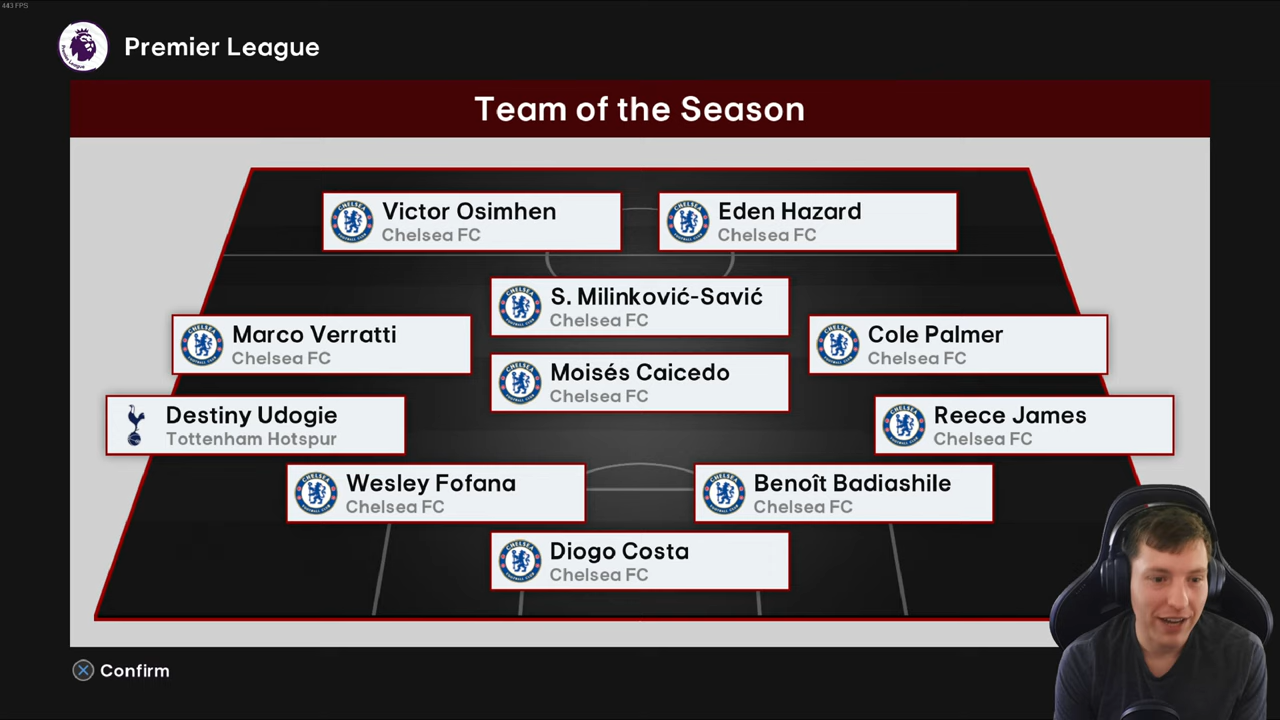 443 FPS
Premier League
Team of the Season
Victor Osimhen
Chelsea FC
Eden Hazard
Chelsea FC
S. Milinković-Savić
Chelsea FC
Marco Verratti
Chelsea FC
Cole Palmer
Chelsea FC
Moisés Caicedo
Chelsea FC
Destiny Udogie
Tottenham Hotspur
Reece James
Chelsea FC
Wesley Fofana
Chelsea FC
Benoît Badiashile
Chelsea FC
Diogo Costa
Chelsea FC
Confirm